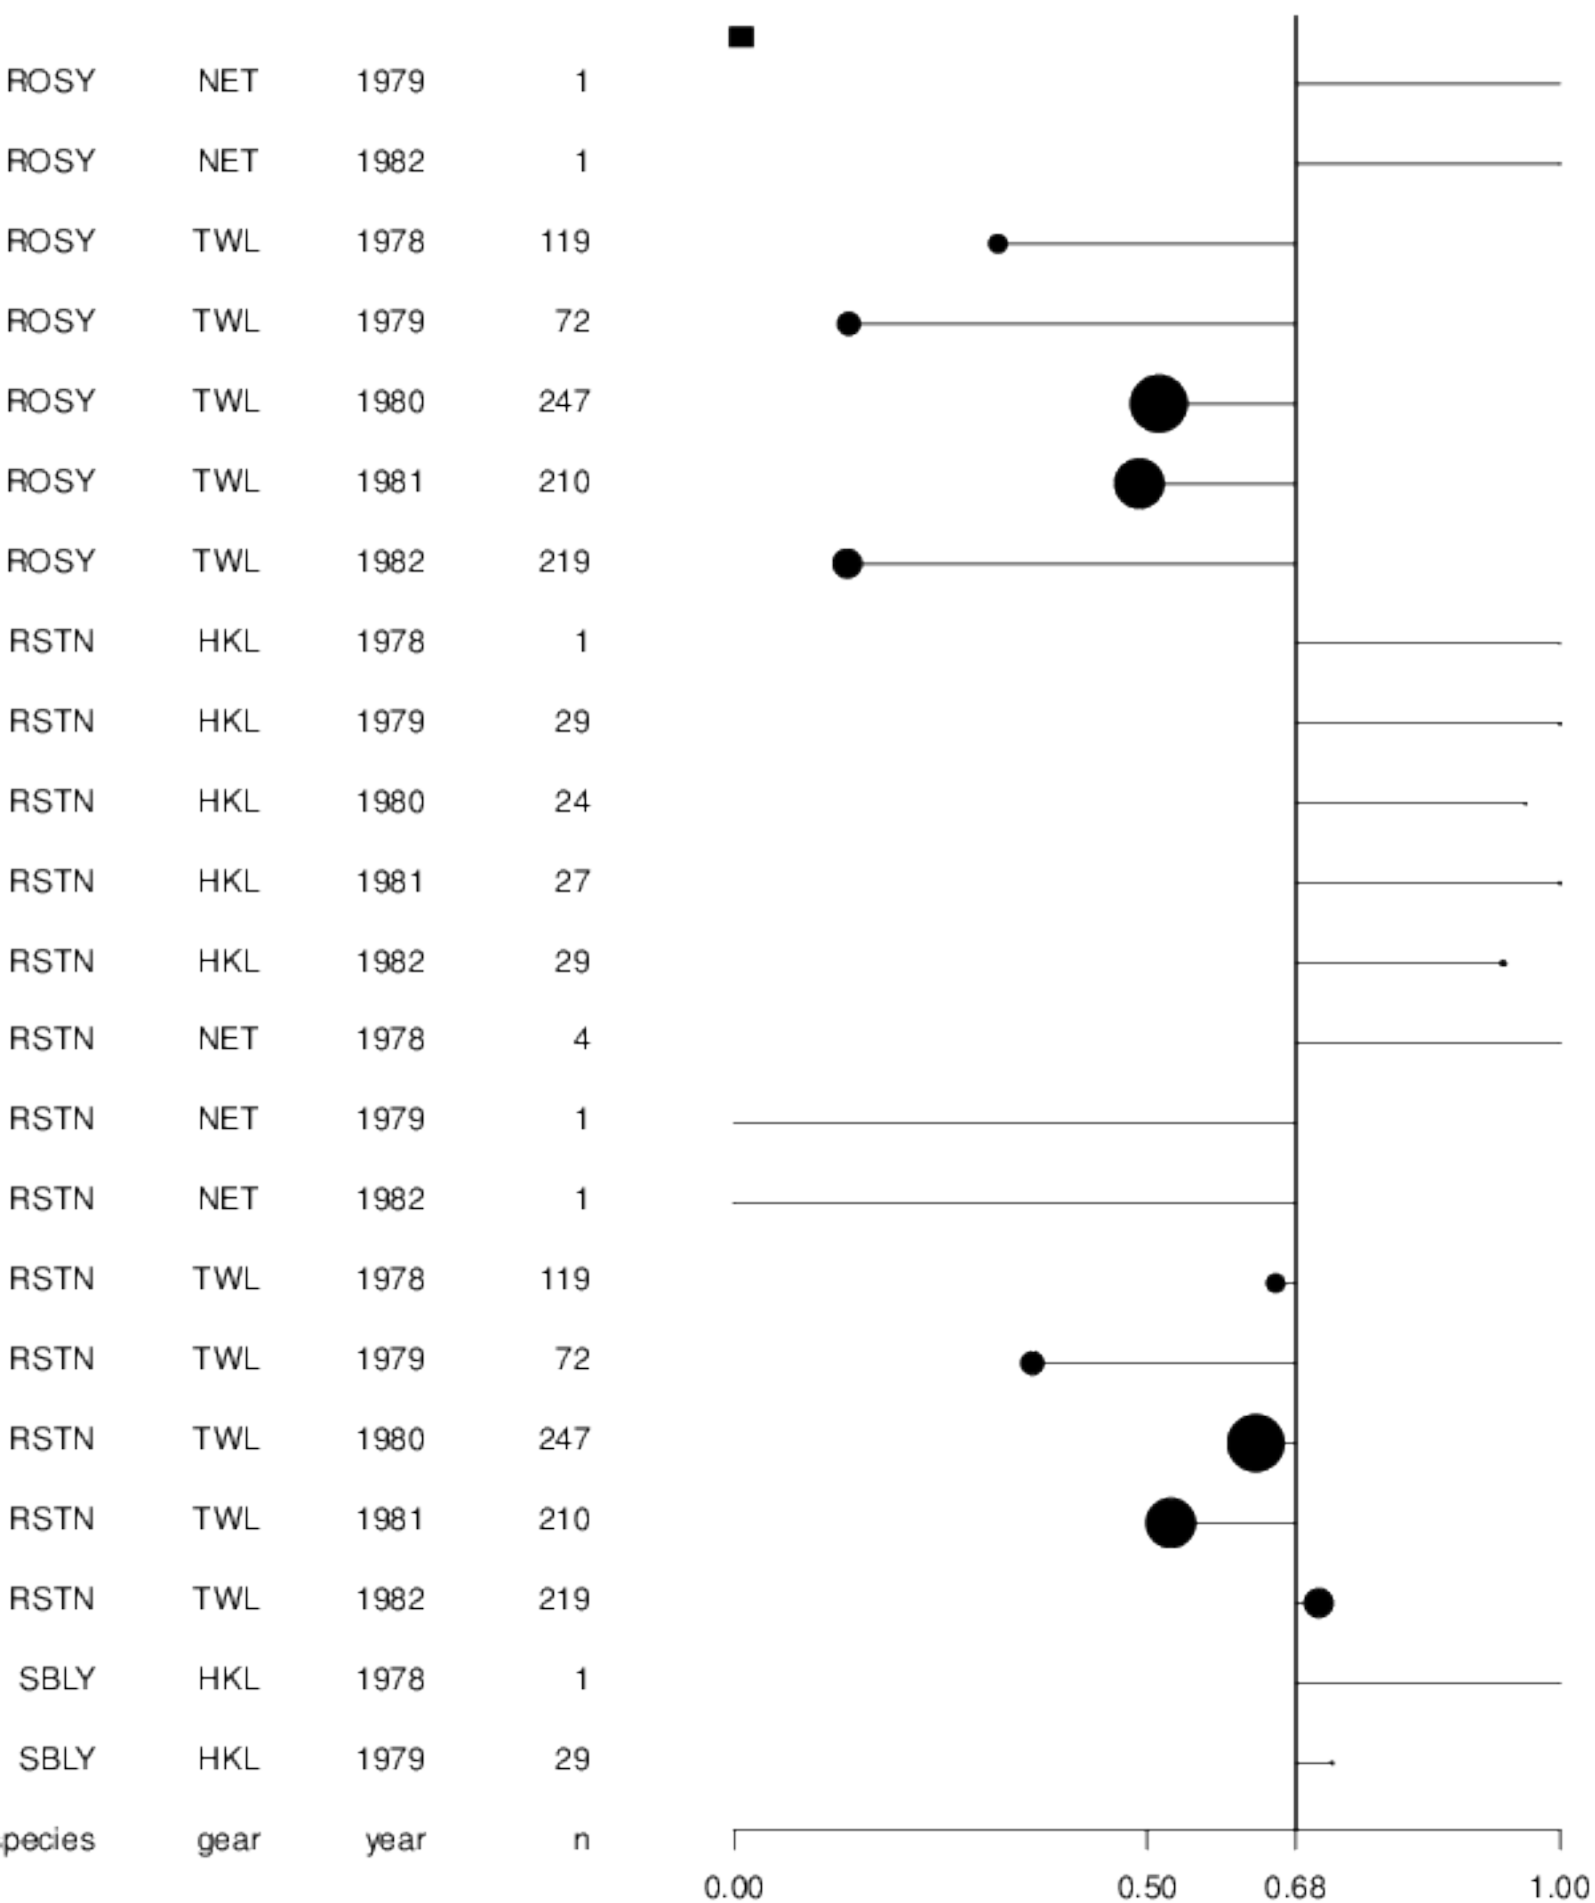 ROSY NET 1979 1
ROSY NET 1982 1
ROSY TWL 1978 119
ROSY TWL 1979 72
ROSY TWL 1980 247
ROSY TWL 1981 210
ROSY TWL 1982 219
RSTN HKL 1978 1
RSTN HKL 1979 29
RSTN HKL 1980 24
RSTN HKL 1981 27
RSTN HKL 1982 29
RSTN NET 1978 4
RSTN NET 1979 1
RSTN NET 1982 1
RSTN TWL 1978 119
RSTN TWL 1979 72
RSTN TWL 1980 247
RSTN TWL 1981 210
RSTN TWL 1982 219
SBLY HKL 1978 1
SBLY HKL 1979 29
pecies gear year n
0.00 0.50 0.68 1.00